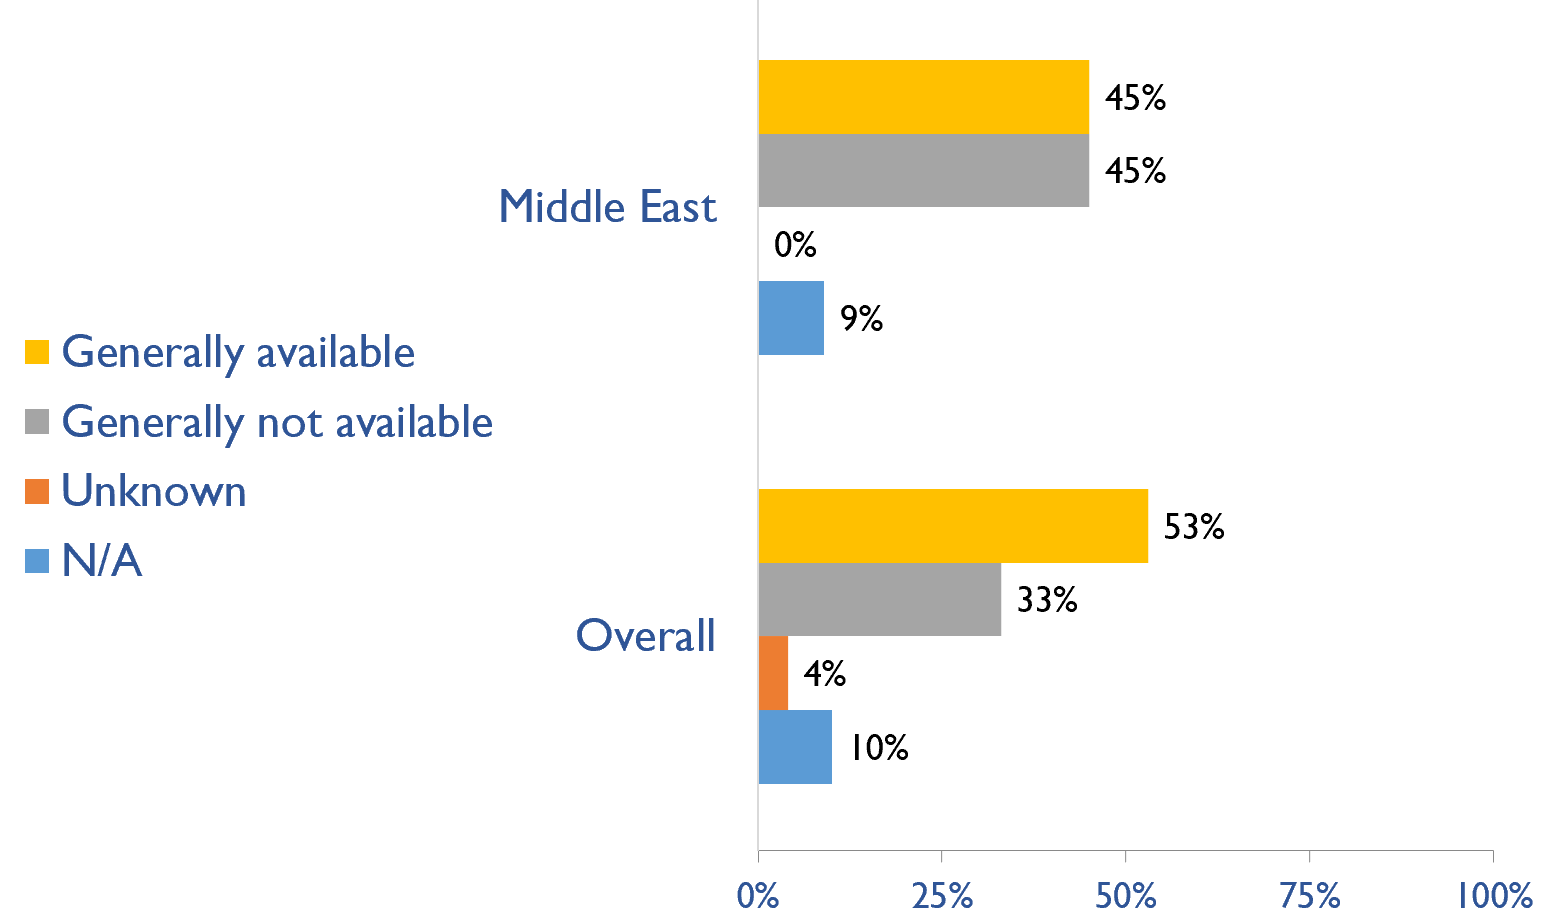 45%
45%
Middle East
0%
9%
Generally available
Generally not available
Unknown
N/A
53%
33%
Overall
4%
10%
0% 25% 50% 75% 100%